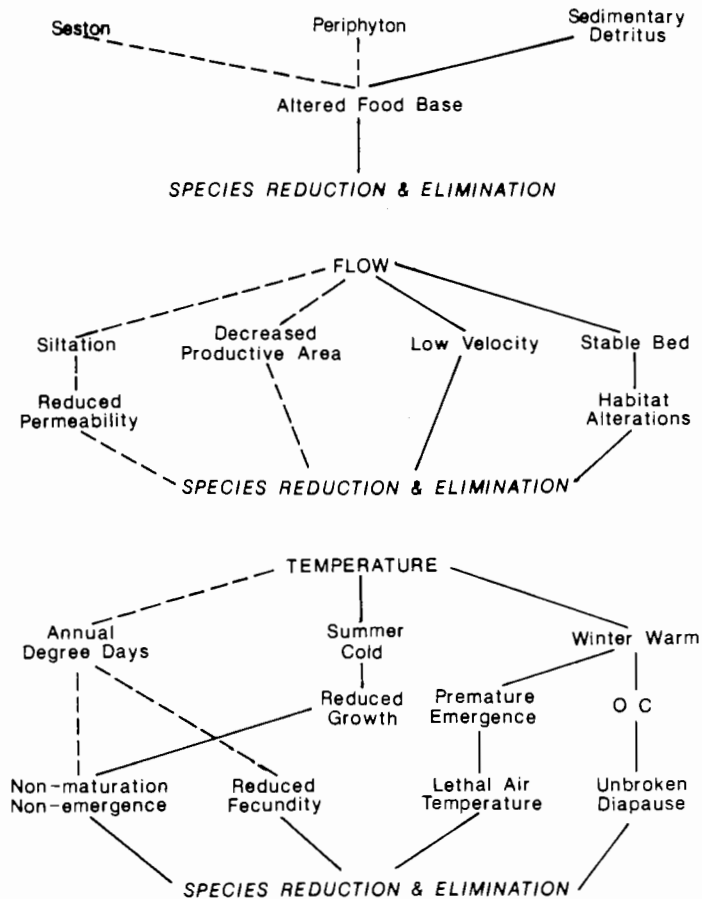 Seston
Periphyton
Sedimentary
Detritus
Altered Food Base
SPECIES REDUCTION & ELIMINATION
FLOW
Siltation
Decreased
Productive Area
Low Velocity
Stable Bed
Reduced
Permeability
Habitat
Alterations
SPECIES REDUCTION & ELIMINATION
TEMPERATURE
Annual
Degree Days
Summer
Cold
Winter Warm
Reduced
Growth
Premature
Emergence
O C
Non-maturation
Non-emergence
Reduced
Fecundity
Lethal Air
Temperature
Unbroken
Diapause
SPECIES REDUCTION & ELIMINATION